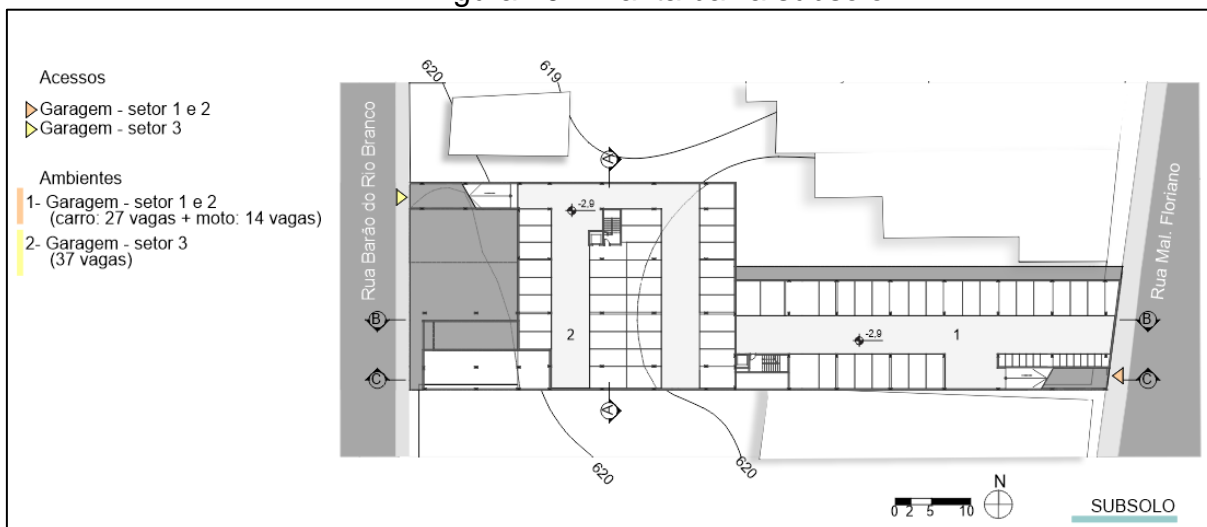 Acessos
Garagem - setor 1 e 2
Garagem - setor 3
Ambientes
1- Garagem - setor 1 e 2
(carro: 27 vagas + moto: 14 vagas)
2- Garagem - setor 3
(37 vagas)
620
619
Rua Barão do Rio Branco
Rua Mal. Floriano
A
-2,9
B
2
-2,9
1
B
C
C
A
620
620
0 2 5 10
N
SUBSOLO